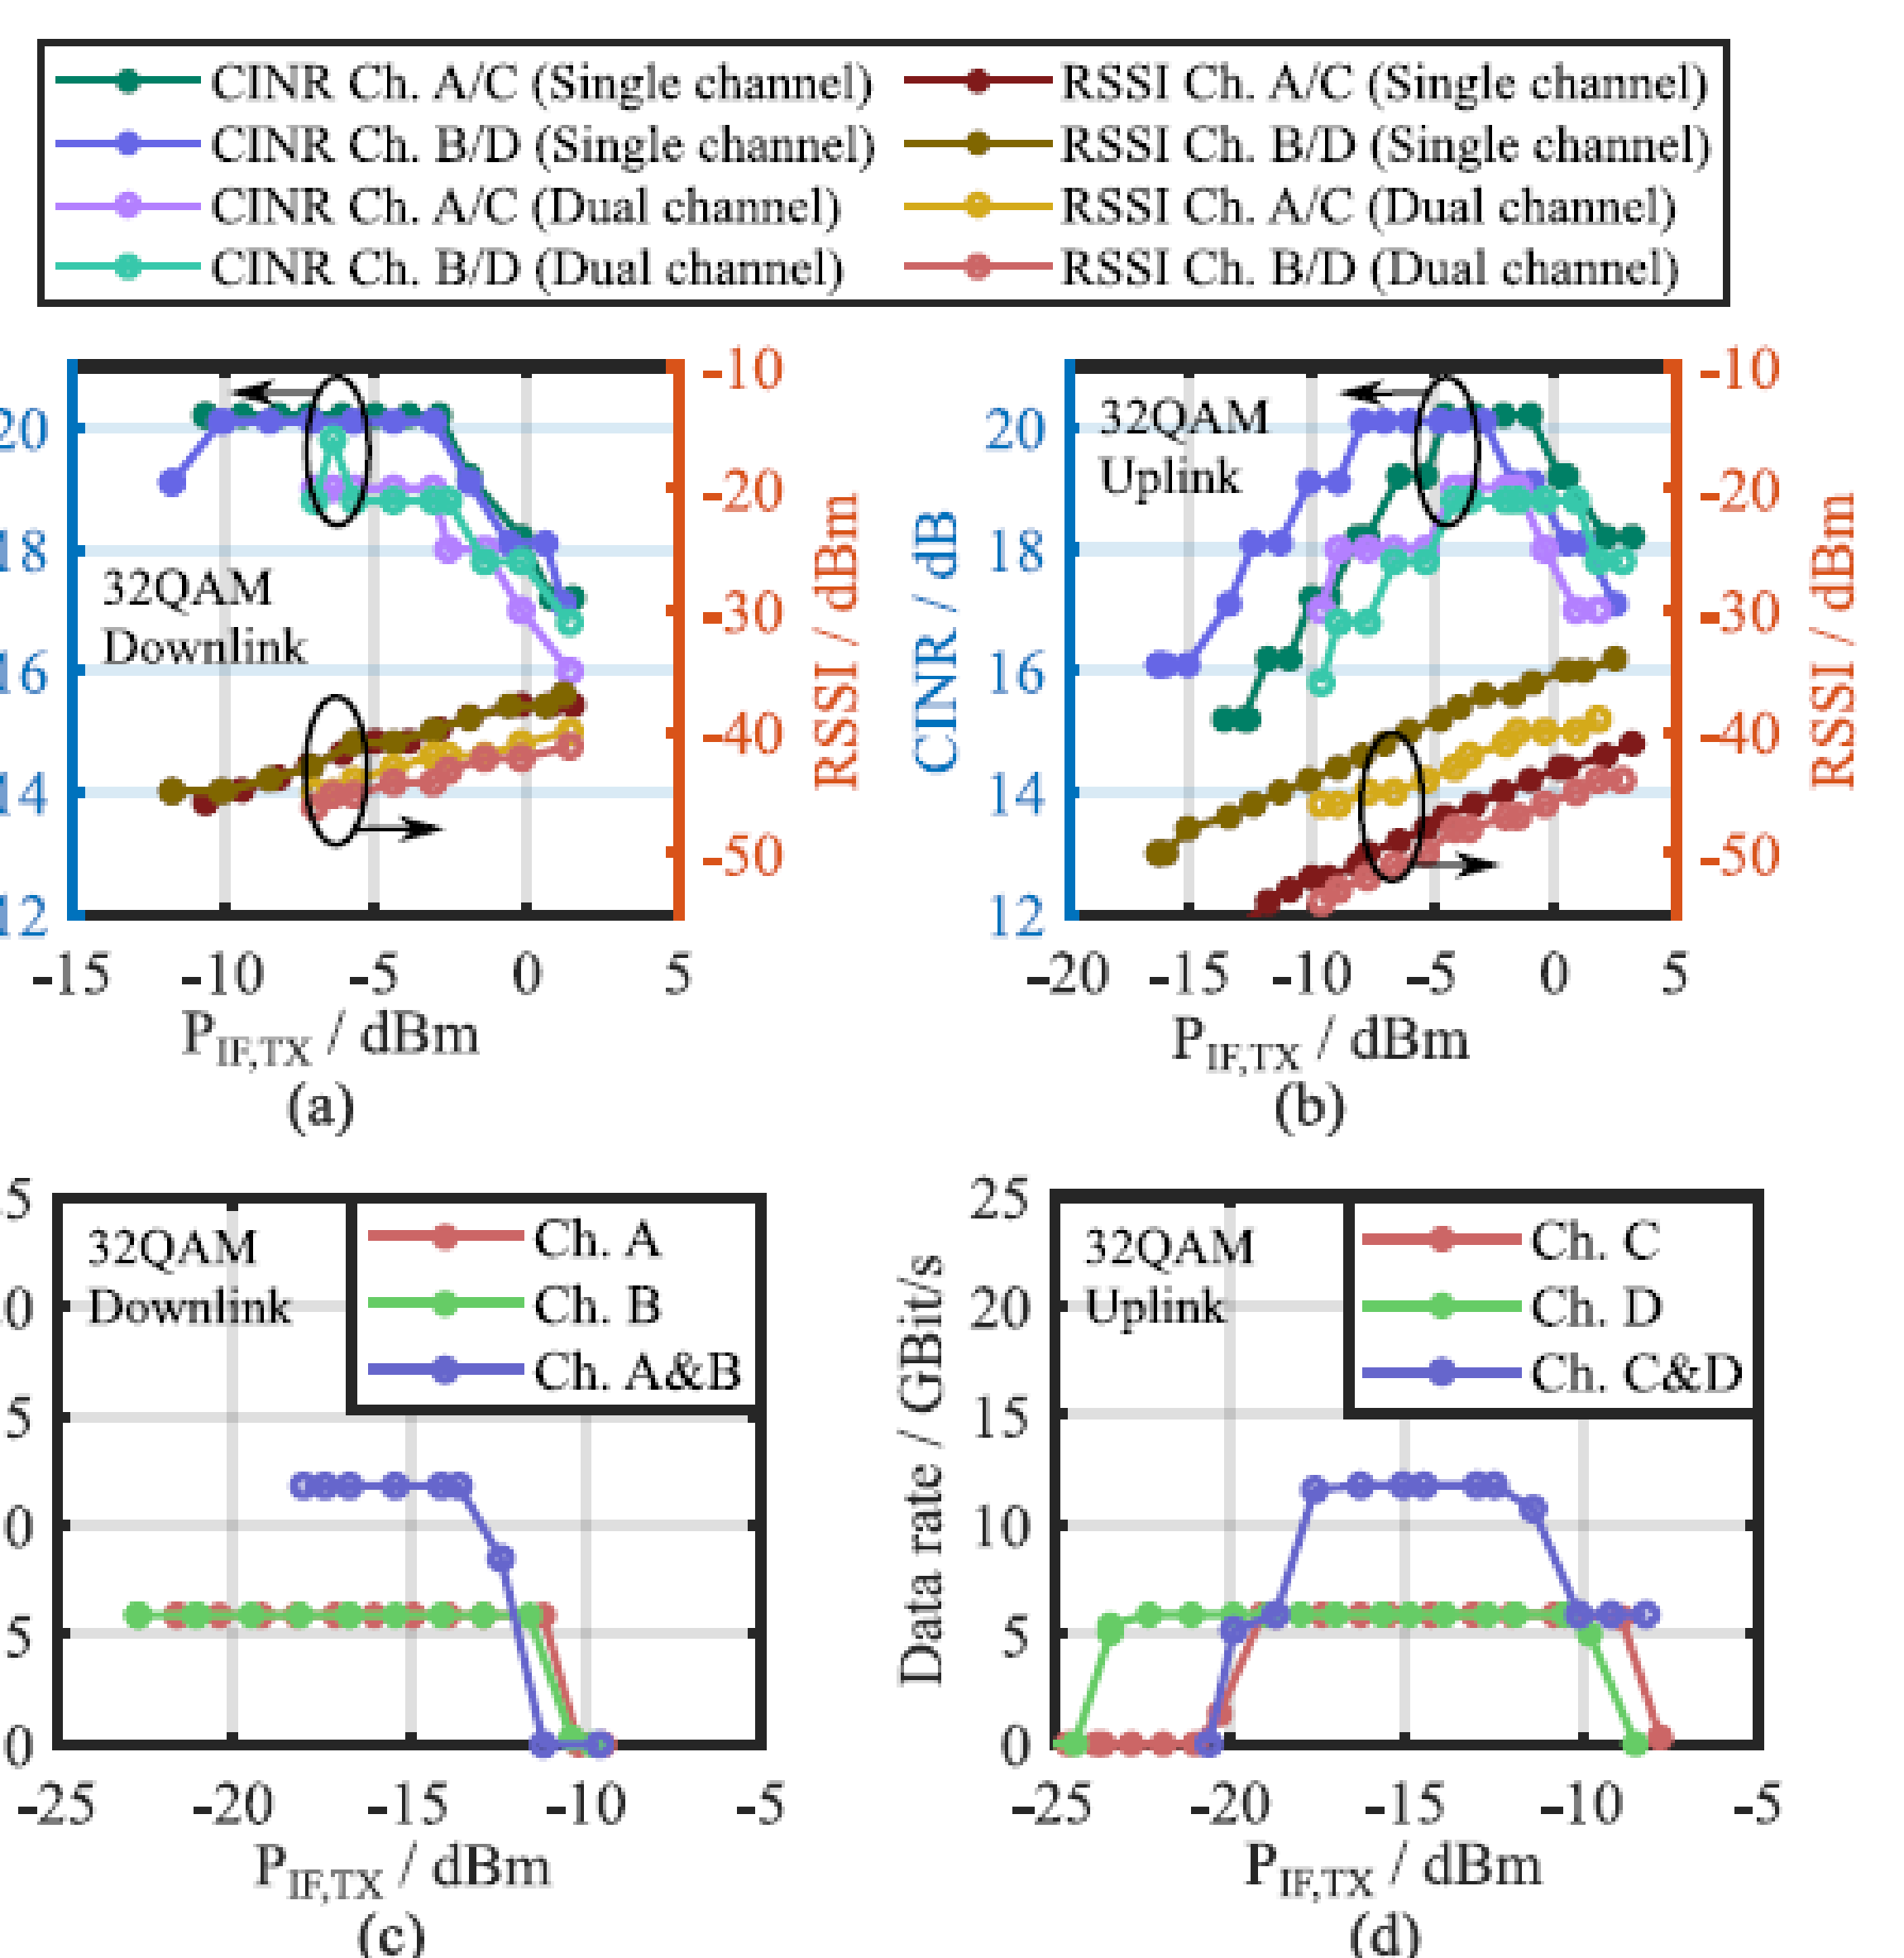 CINR Ch. A/C (Single channel) RSSI Ch. A/C (Single channel)
CINR Ch. B/D (Single channel) RSSI Ch. B/D (Single channel)
CINR Ch. A/C (Dual channel) RSSI Ch. A/C (Dual channel)
CINR Ch. B/D (Dual channel) RSSI Ch. B/D (Dual channel)
20
18
16
14
12
32QAM
Downlink
-10
-20
-30
-40
-50
RSSI / dBm
-15 -10 -5 0 5
P_IF,TX / dBm
(a)
CINR / dB
20
18
16
14
12
32QAM
Uplink
-10
-20
-30
-40
-50
RSSI / dBm
-20 -15 -10 -5 0 5
P_IF,TX / dBm
(b)
5
0
5
0
5
0
32QAM
Downlink
Ch. A
Ch. B
Ch. A&B
-25 -20 -15 -10 -5
P_IF,TX / dBm
(c)
Data rate / GBit/s
25
20
15
10
5
0
32QAM
Uplink
Ch. C
Ch. D
Ch. C&D
-25 -20 -15 -10 -5
P_IF,TX / dBm
(d)